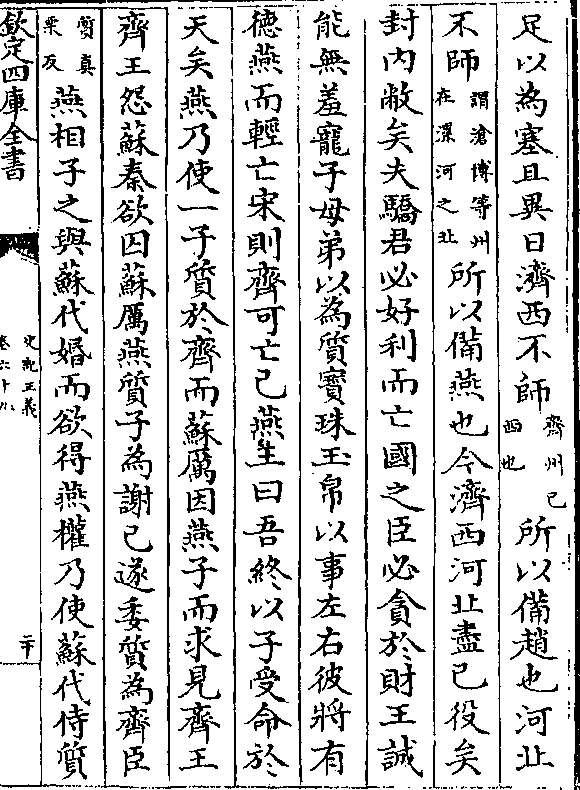 足以為塞且異日濟西不師齊州已西也所以備趙也河北
不師謂滄博等州在漯河之北所以備燕也今濟西河北盡已役矣
封内敝矣夫驕君必好利而亡國之臣必貪於財王誠
能無羞寵子母弟以為質寳珠玉帛以事左右彼將有
德燕而輕亡宋則齊可亡已燕王曰吾終以子受命於
天矣燕乃使一子質於齊而蘇厲因燕子而求見齊王
齊王怨蘇秦欲囚蘇厲燕質子為謝已遂委質為齊臣
質真栗反燕相子之與蘇代婚而欲得燕權乃使蘇代侍質
欽定四庫全書
史記正義
卷六十九
二十